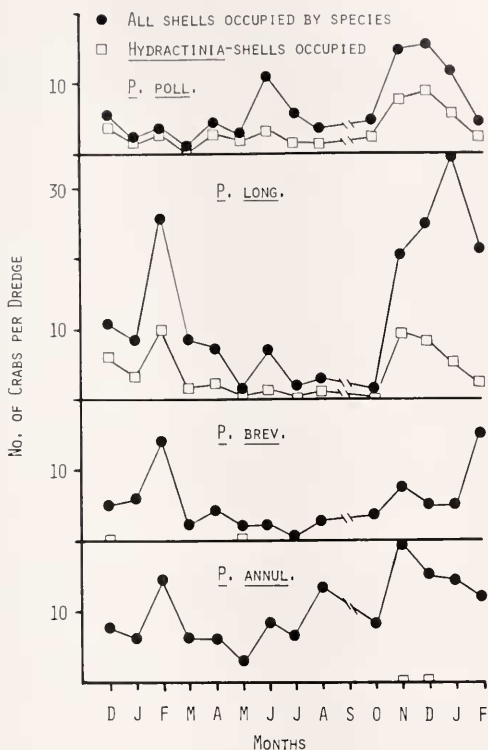 ● All shells occupied by species
□ Hydractinia-shells occupied
10
P. poll.
30
P. long.
10
No. of Crabs per Dredge
P. brev.
10
P. annul.
10
D J F M A M J J A S O N D J F
Months